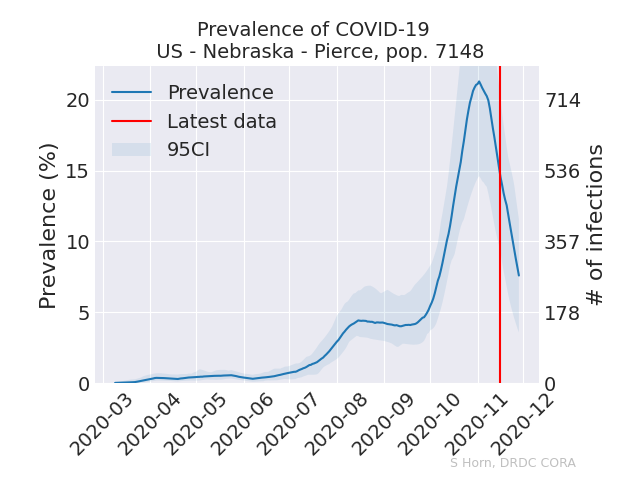 Prevalence of COVID-19
US - Nebraska - Pierce, pop. 7148
Prevalence
Latest data
95CI
Prevalence (%)
20
15
10
5
0
714
536
357
178
0
# of infections
2020-03
2020-04
2020-05
2020-06
2020-07
2020-08
2020-09
2020-10
2020-11
2020-12
S Horn, DRDC CORA